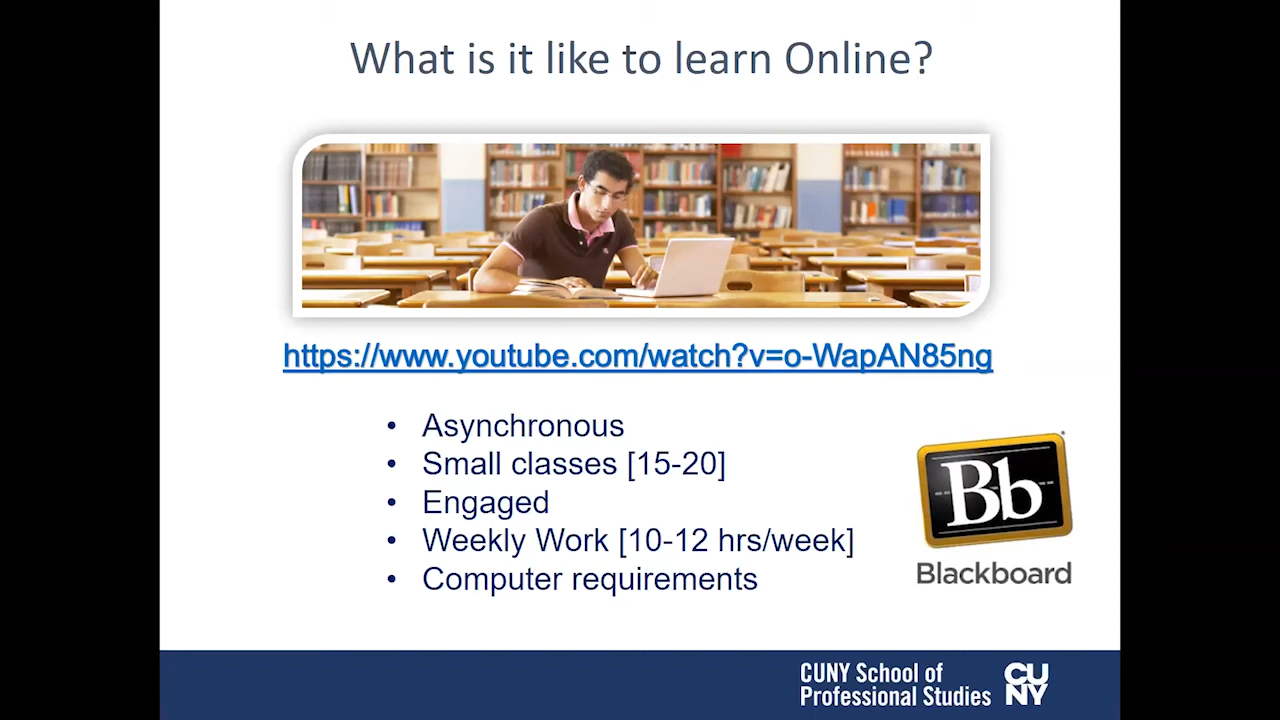 What is it like to learn Online?
https://www.youtube.com/watch?v=o-WapAN85ng
• Asynchronous
• Small classes [15-20]
• Engaged
• Weekly Work [10-12 hrs/week]
• Computer requirements
Bb
Blackboard
CUNY School of
Professional Studies
CU
NY